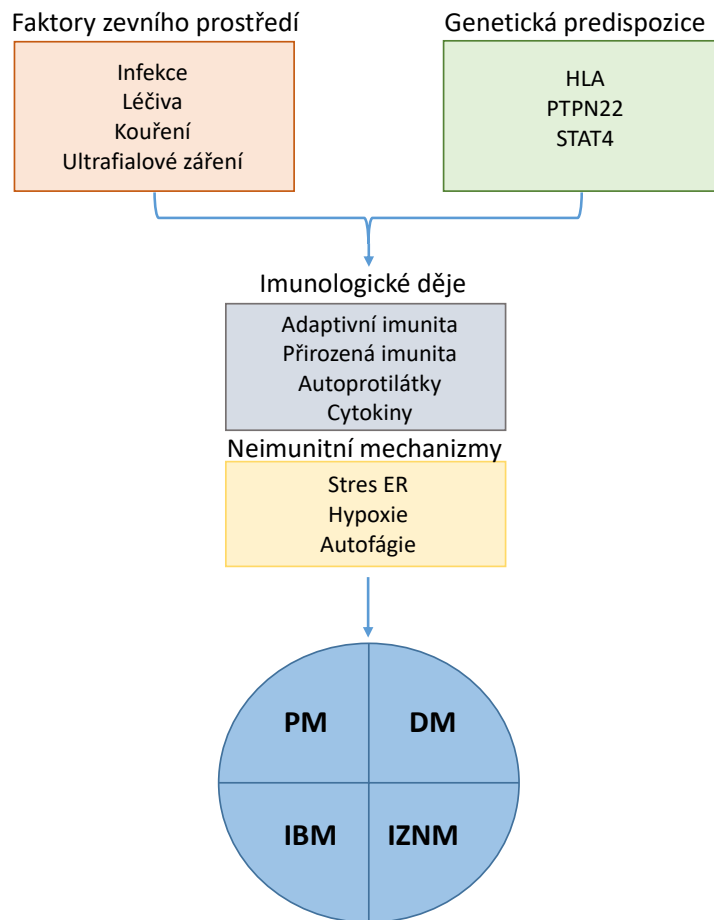 Faktory zevního prostředí
Infekce
Léčiva
Kouření
Ultrafialové záření
Genetická predispozice
HLA
PTPN22
STAT4
Imunologické děje
Adaptivní imunita
Přirozená imunita
Autoprotilátky
Cytokiny
Neimunitní mechanizmy
Stres ER
Hypoxie
Autofágie
PM
DM
IBM
IZNM